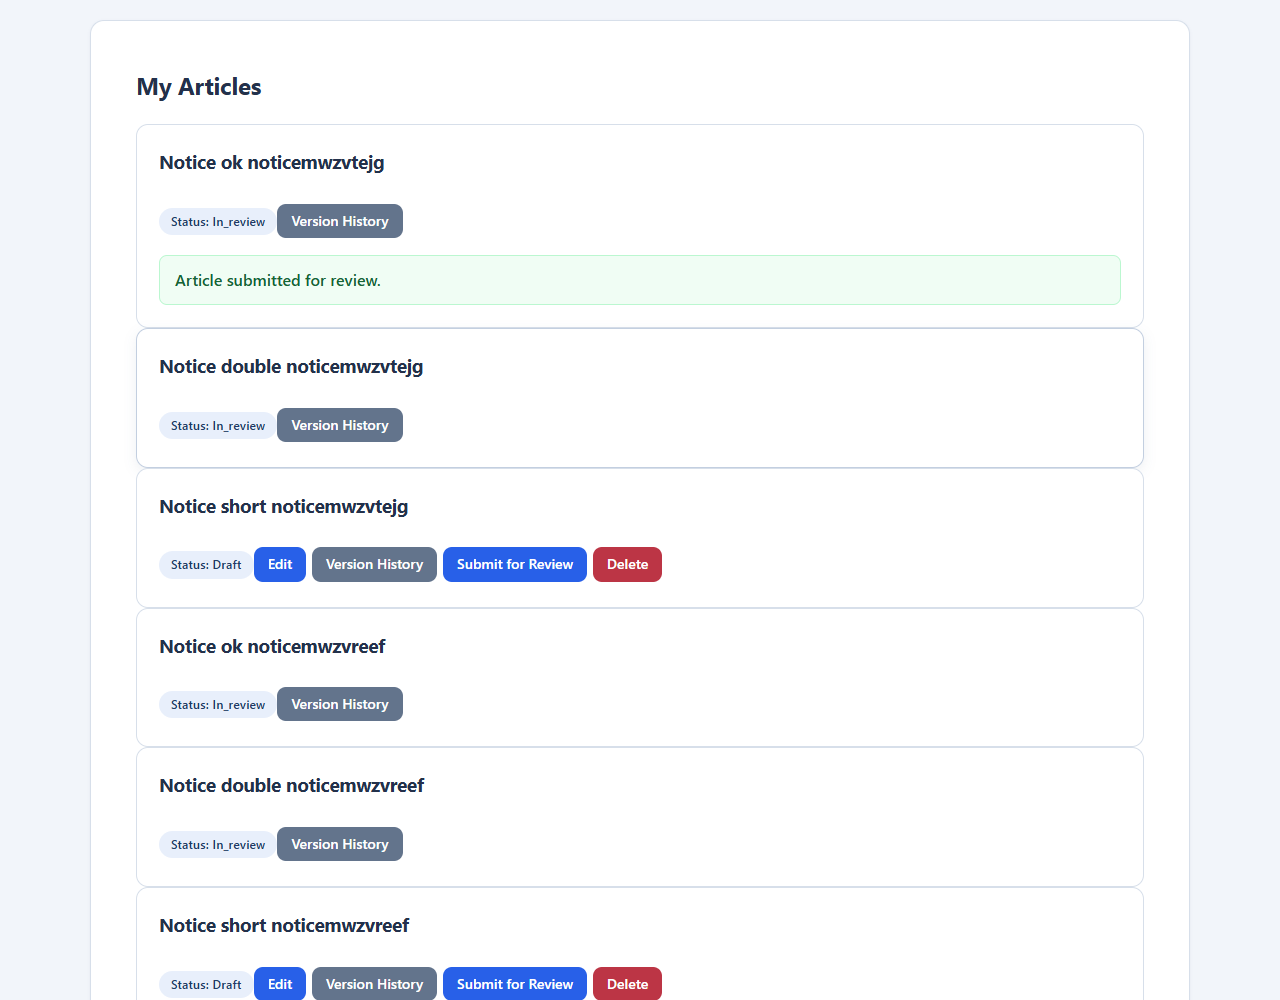 My Articles
Notice ok noticemwzvtejg
Status: In_review Version History
Article submitted for review.
Notice double noticemwzvtejg
Status: In_review Version History
Notice short noticemwzvtejg
Status: Draft Edit Version History Submit for Review Delete
Notice ok noticemwzvreef
Status: In_review Version History
Notice double noticemwzvreef
Status: In_review Version History
Notice short noticemwzvreef
Status: Draft Edit Version History Submit for Review Delete